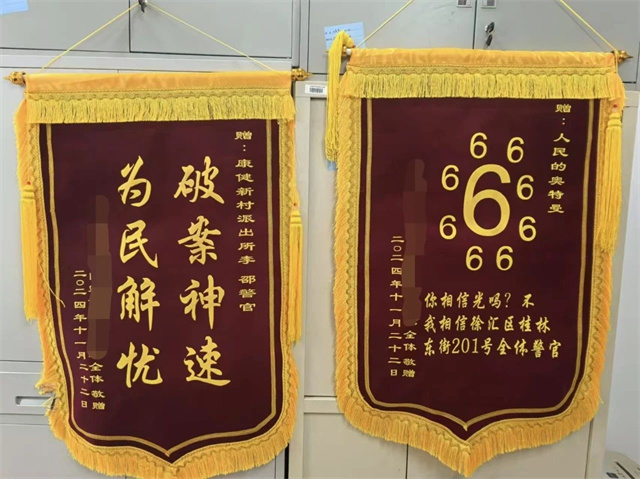 赠：康健新村派出所李 邵警官
破案神速
为民解忧
全体敬赠
二〇二四年十一月二十二日
赠：人民的奥特曼
6
6
6
6
6
6
6
6
6
你相信光吗？不
我相信徐汇区桂林
东街201号全体警官
二〇二四年十一月二十二日